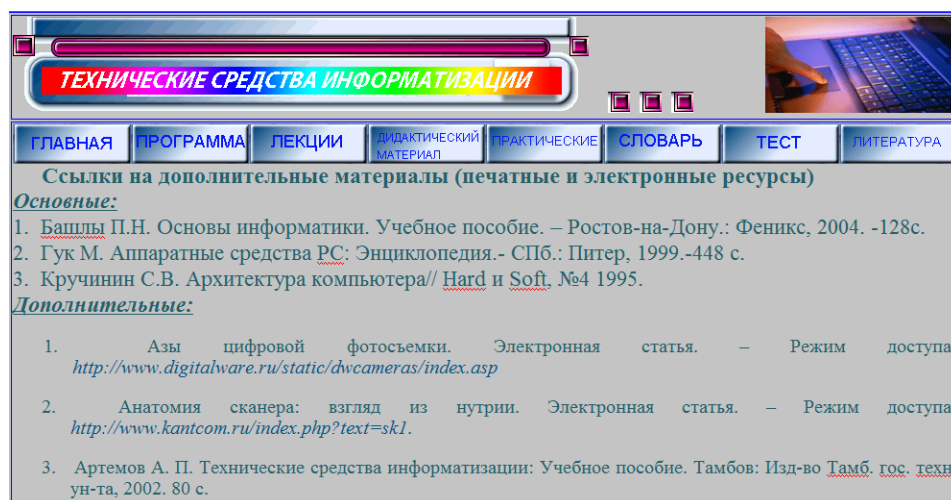 ТЕХНИЧЕСКИЕ СРЕДСТВА ИНФОРМАТИЗАЦИИ
ГЛАВНАЯ ПРОГРАММА ЛЕКЦИИ ДИДАКТИЧЕСКИЙ МАТЕРИАЛ ПРАКТИЧЕСКИЕ СЛОВАРЬ ТЕСТ ЛИТЕРАТУРА
Ссылки на дополнительные материалы (печатные и электронные ресурсы)
Основные:
1. Башлы П.Н. Основы информатики. Учебное пособие. – Ростов-на-Дону.: Феникс, 2004. -128с.
2. Гук М. Аппаратные средства РС: Энциклопедия.- СПб.: Питер, 1999.-448 с.
3. Кручинин С.В. Архитектура компьютера// Hard и Soft, №4 1995.
Дополнительные:
1. Азы цифровой фотосъемки. Электронная статья. – Режим доступа
http://www.digitalware.ru/static/dwcameras/index.asp
2. Анатомия сканера: взгляд из нутрии. Электронная статья. – Режим доступа
http://www.kantcom.ru/index.php?text=sk1.
3. Артемов А. П. Технические средства информатизации: Учебное пособие. Тамбов: Изд-во Тамб. гос. техн
ун-та, 2002. 80 с.